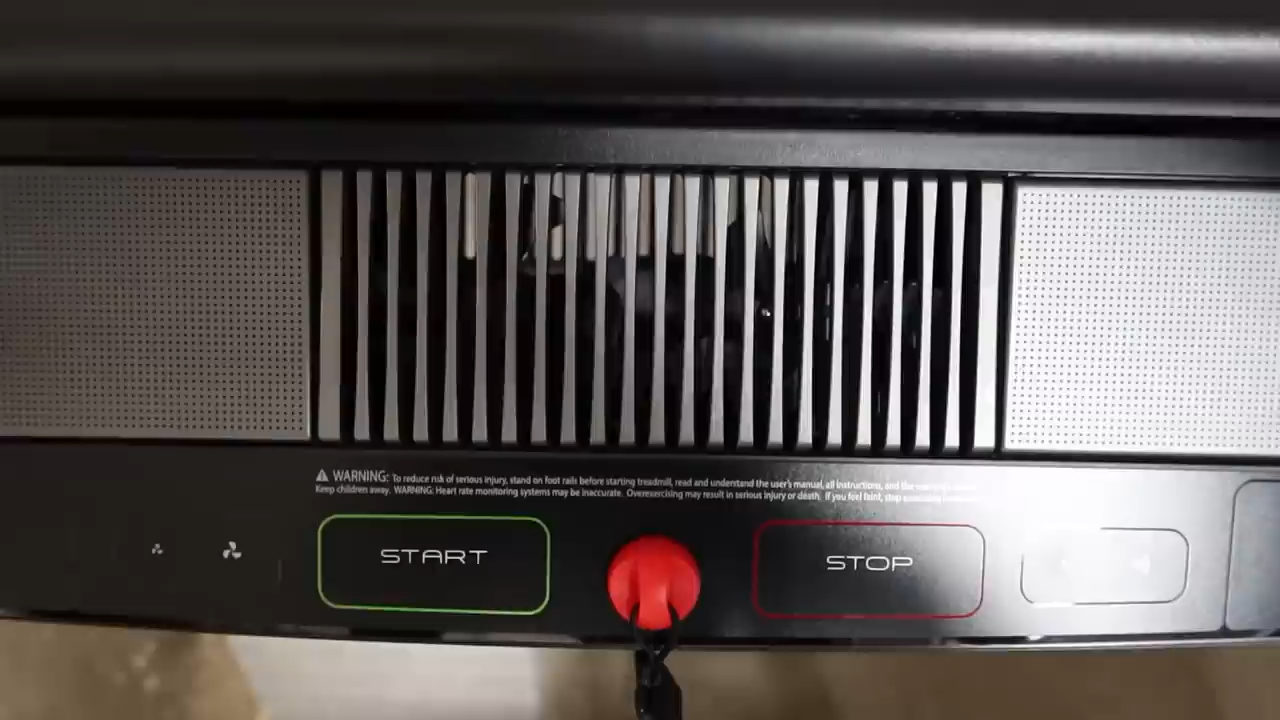 WARNING: To reduce risk of serious injury, stand on foot rails before starting treadmill, read and understand the user's manual, all instructions, and the
Keep children away. WARNING: Heart rate monitoring systems may be inaccurate. Overexercising may result in serious injury or death. If you feel faint, stop
START
STOP